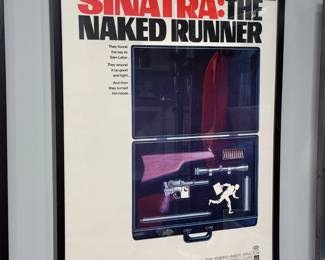 SINATRA: THE
NAKED RUNNER
They found
the key to
Sam Laker.
They wound
it up good
and tight.
And then
they turned
him loose.